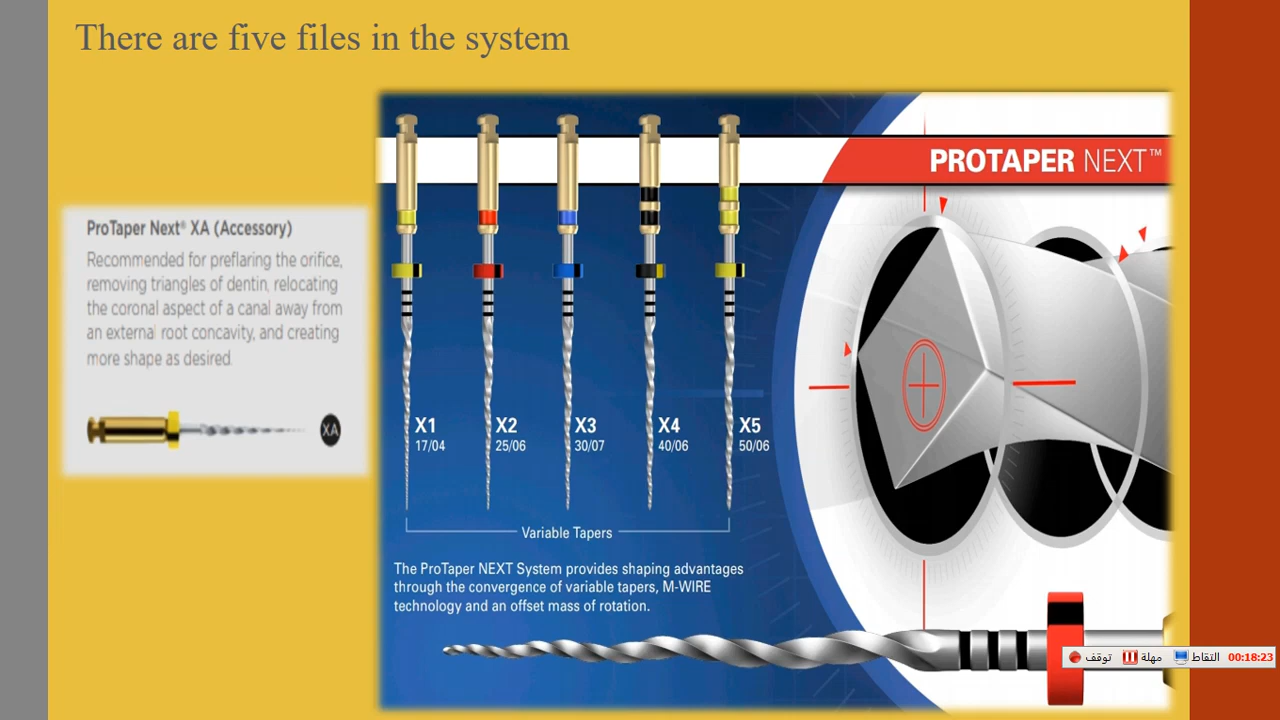 There are five files in the system
ProTaper Next® XA (Accessory)
Recommended for preflaring the orifice,
removing triangles of dentin, relocating
the coronal aspect of a canal away from
an external root concavity, and creating
more shape as desired.
XA
PROTAPER NEXT™
X1
17/04
X2
25/06
X3
30/07
X4
40/06
X5
50/06
Variable Tapers
The ProTaper NEXT System provides shaping advantages
through the convergence of variable tapers, M-WIRE
technology and an offset mass of rotation.
توقف مهلة التقاط 00:18:23